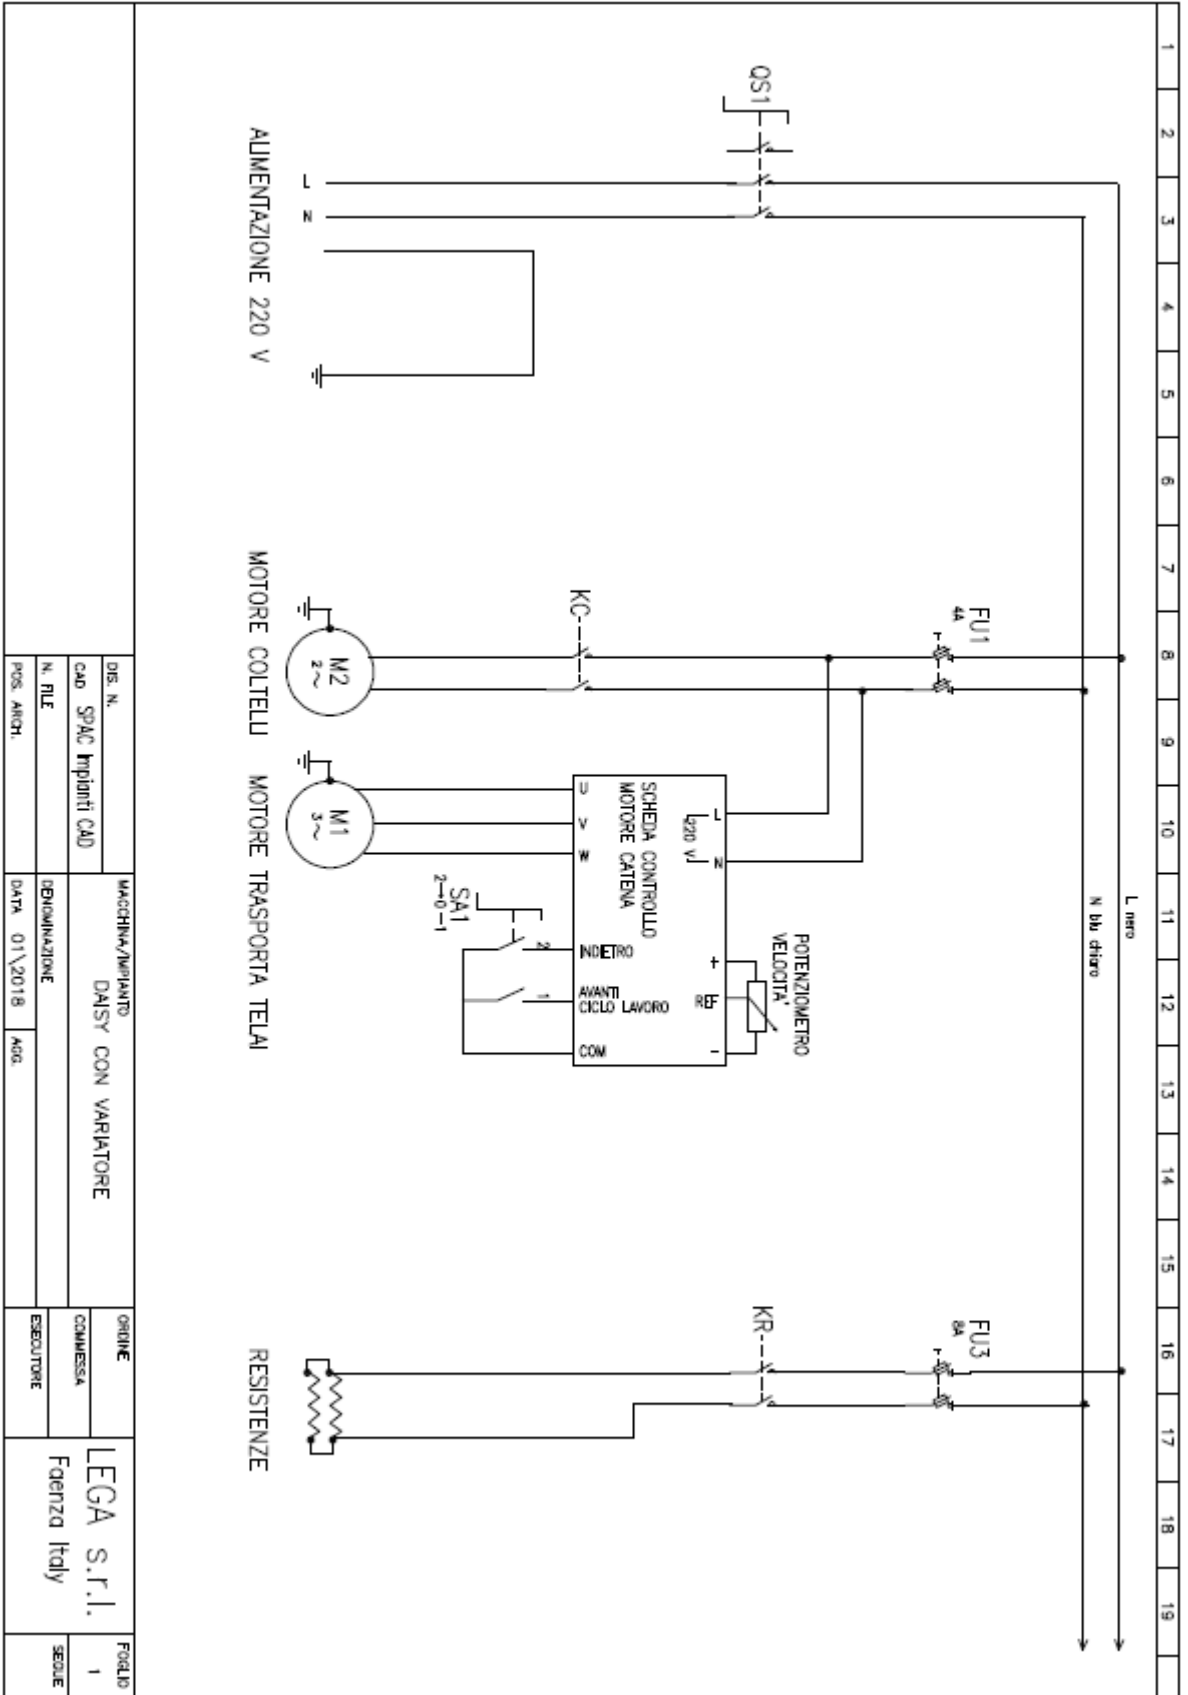 1 2 3 4 5 6 7 8 9 10 11 12 13 14 15 16 17 18 19
L nero
N blu chiaro
QS1
FU1
4A
FU3
8A
KC
KR
L
N
ALIMENTAZIONE 220 V
POTENZIOMETRO
VELOCITA'
L
N
220 V
+
REF
-
SCHEDA CONTROLLO
MOTORE CATENA
U
V
W
INDIETRO
AVANTI
CICLO LAVORO
COM
2
1
SA1
2-0-1
M2
2~
M1
3~
MOTORE COLTELLI
MOTORE TRASPORTA TELAI
RESISTENZE
DIS. N.
CAD SPAC Impianti CAD
N. FILE
POS. ARCH.
MACCHINA/IMPIANTO
DAISY CON VARIATORE
DENOMINAZIONE
DATA 01\2018
AGG.
ORDINE
COMMESSA
ESECUTORE
LEGA s.r.l.
Faenza Italy
FOGLIO
1
SEGUE